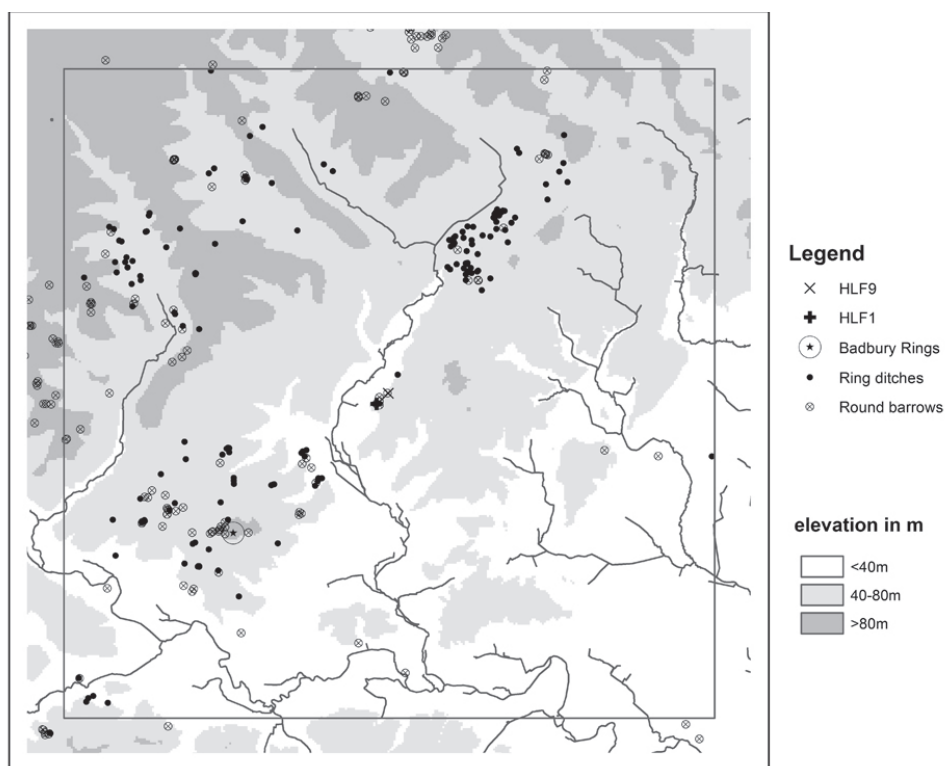 Legend
HLF9
HLF1
Badbury Rings
Ring ditches
Round barrows
elevation in m
<40m
40-80m
>80m